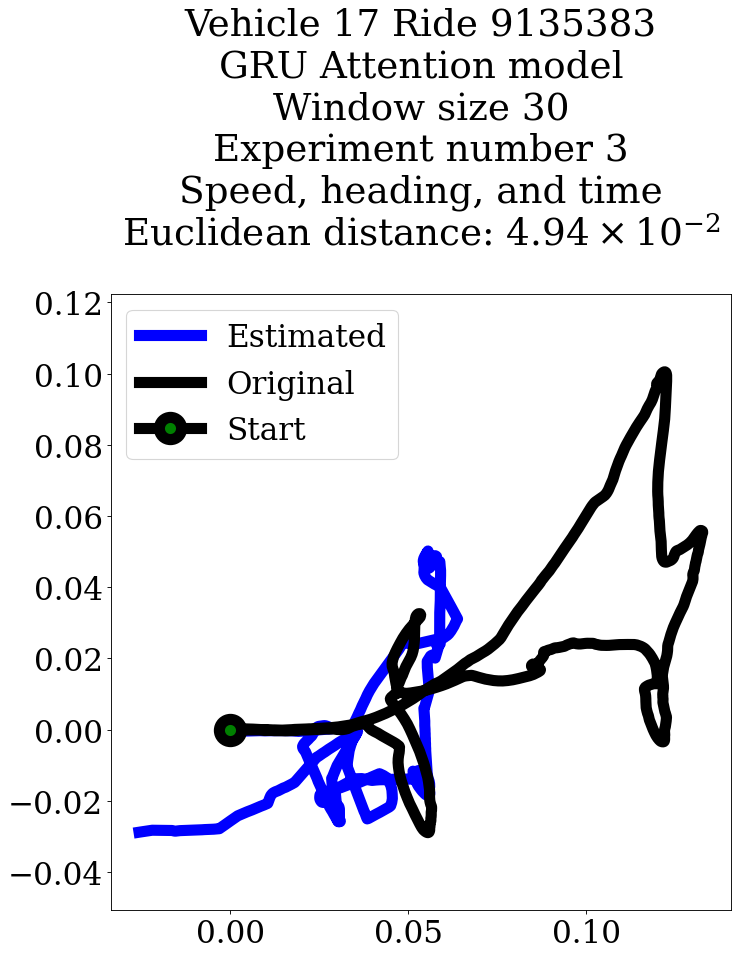 Vehicle 17 Ride 9135383
GRU Attention model
Window size 30
Experiment number 3
Speed, heading, and time
Euclidean distance: 4.94 × 10⁻²
0.12
0.10
0.08
0.06
0.04
0.02
0.00
−0.02
−0.04
Estimated
Original
Start
0.00 0.05 0.10